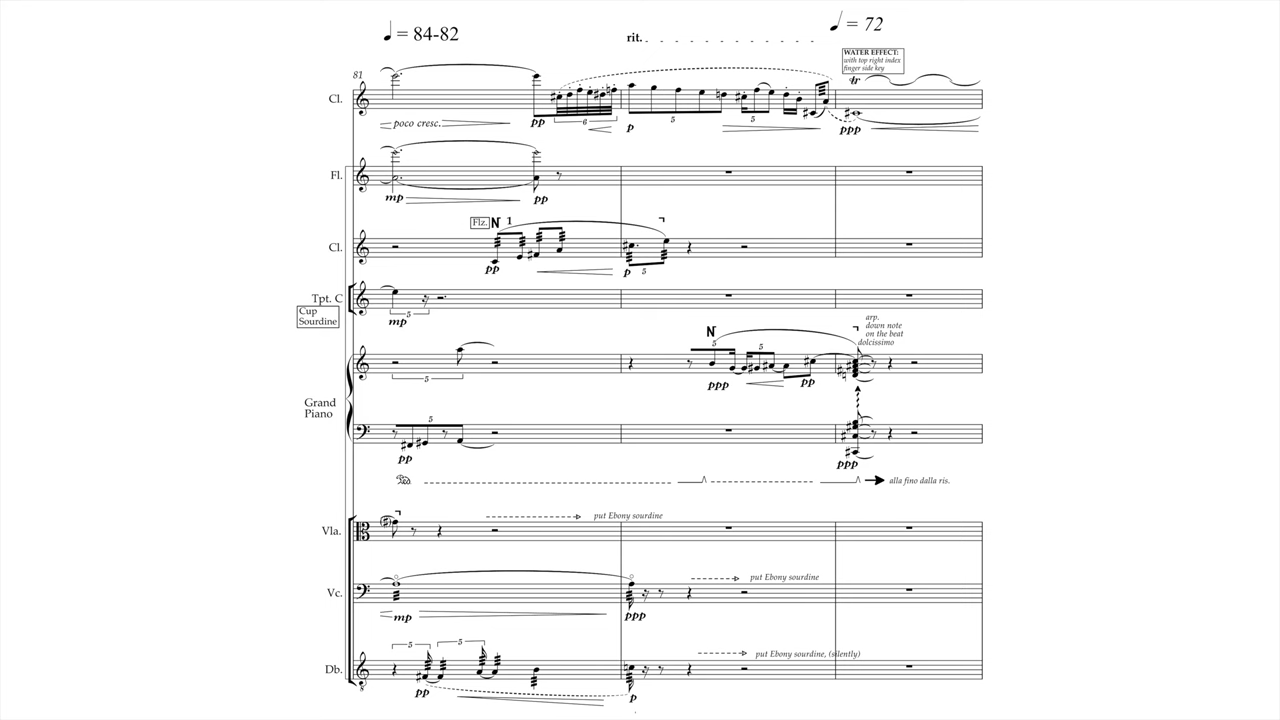 = 84-82
rit.
= 72
WATER EFFECT:
with top right index
finger side key
81
tr
Cl.
poco cresc.
pp
6
p
5
5
ppp
Fl.
mp
pp
Flz.
N 1
Cl.
pp
p
5
Tpt. C
Cup
Sourdine
5
mp
arp.
down note
on the beat
dolcissimo
N
5
5
5
ppp
pp
Grand
Piano
5
pp
ppp
alla fino dalla ris.
Vla.
put Ebony sourdine
Vc.
put Ebony sourdine
mp
ppp
5
5
Db.
put Ebony sourdine, (silently)
8
pp
p